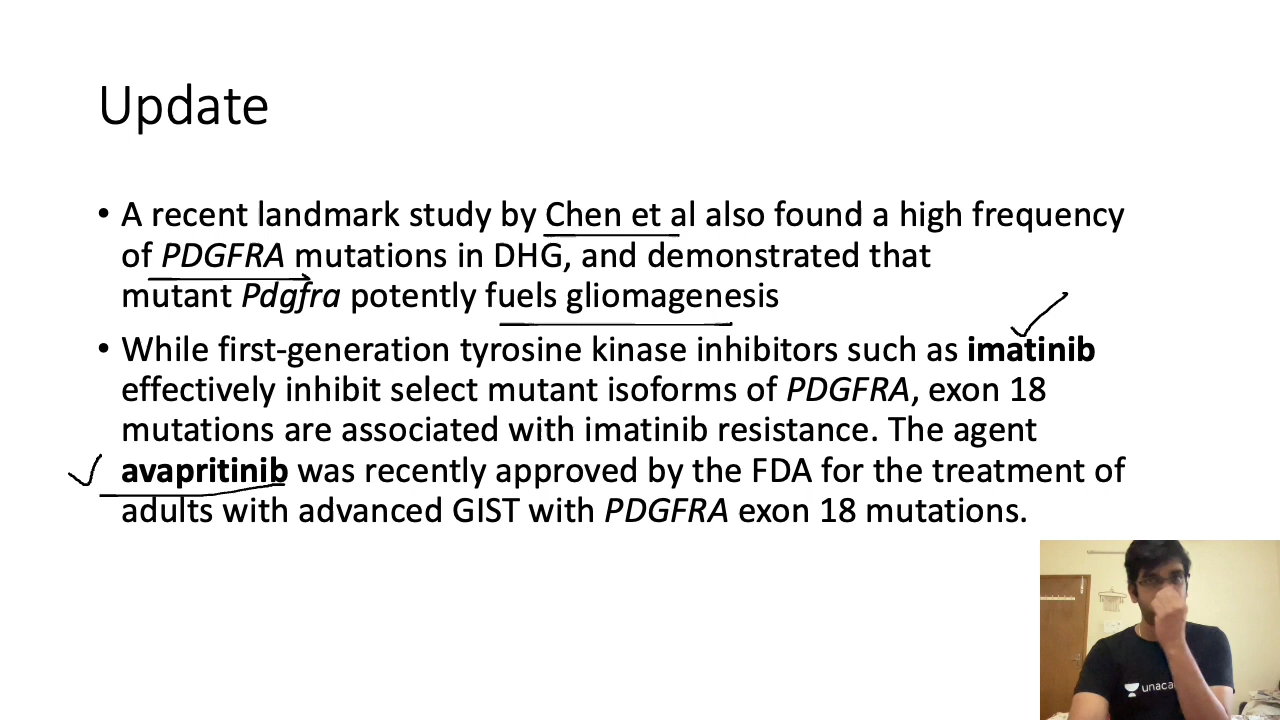 Update
• A recent landmark study by Chen et al also found a high frequency
of PDGFRA mutations in DHG, and demonstrated that
mutant Pdgfra potently fuels gliomagenesis
• While first-generation tyrosine kinase inhibitors such as imatinib
effectively inhibit select mutant isoforms of PDGFRA, exon 18
mutations are associated with imatinib resistance. The agent
avapritinib was recently approved by the FDA for the treatment of
adults with advanced GIST with PDGFRA exon 18 mutations.